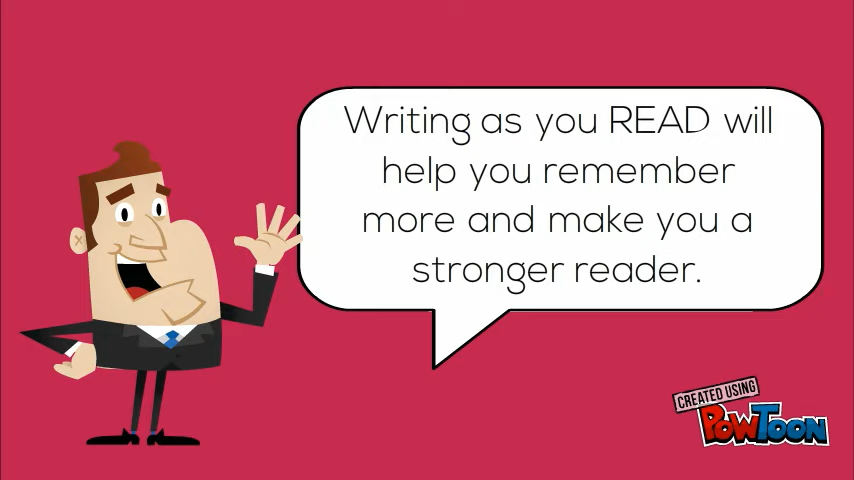 Writing as you READ will
help you remember
more and make you a
stronger reader.
CREATED USING
POWTOON